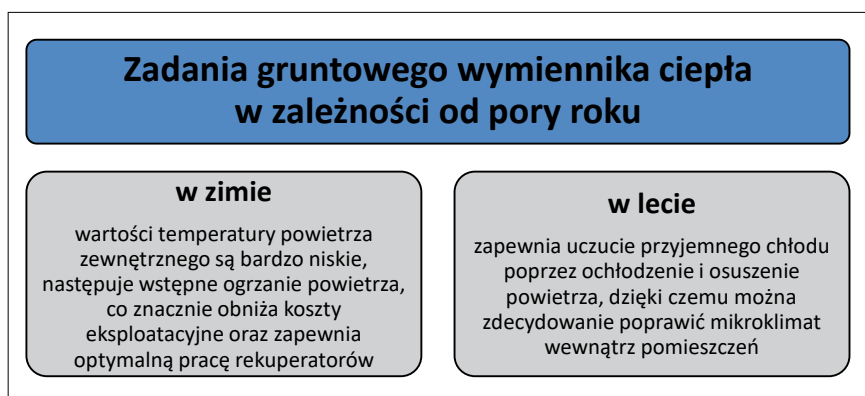 Zadania gruntowego wymiennika ciepła
w zależności od pory roku
w zimie
wartości temperatury powietrza
zewnętrznego są bardzo niskie,
następuje wstępne ogrzanie powietrza,
co znacznie obniża koszty
eksploatacyjne oraz zapewnia
optymalną pracę rekuperatorów
w lecie
zapewnia uczucie przyjemnego chłodu
poprzez ochłodzenie i osuszenie
powietrza, dzięki czemu można
zdecydowanie poprawić mikroklimat
wewnątrz pomieszczeń